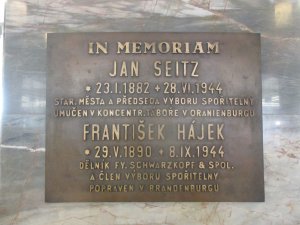 IN MEMORIAM
JAN SEITZ
* 23.I.1882 + 28.VI.1944
STAR. MĚSTA A PŘEDSEDA VÝBORU SPOŘITELNY
UMUČEN V KONCENTR. TÁBOŘE V ORANIENBURGU
FRANTIŠEK HÁJEK
* 29.V.1890 + 8.IX.1944
DĚLNÍK FY. SCHWARZKOPF & SPOL.
A ČLEN VÝBORU SPOŘITELNY
POPRAVEN V BRANDENBURGU